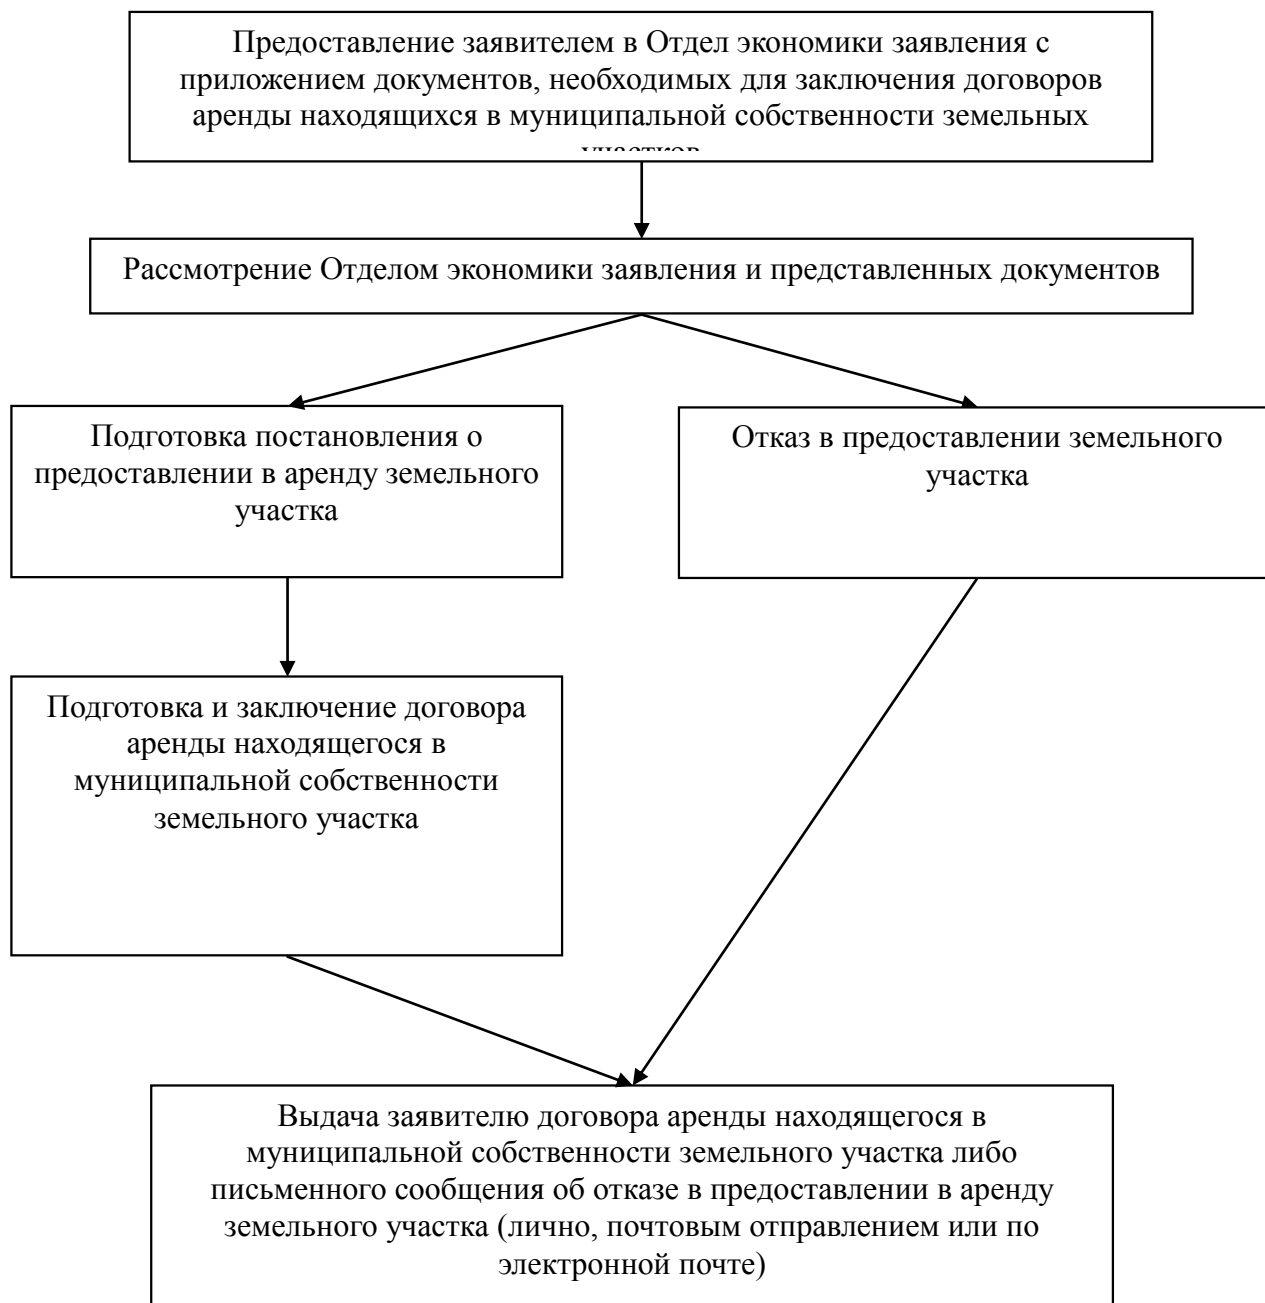 Предоставление заявителем в Отдел экономики заявления с
приложением документов, необходимых для заключения договоров
аренды находящихся в муниципальной собственности земельных
участков
Рассмотрение Отделом экономики заявления и представленных документов
Подготовка постановления о
предоставлении в аренду земельного
участка
Отказ в предоставлении земельного
участка
Подготовка и заключение договора
аренды находящегося в
муниципальной собственности
земельного участка
Выдача заявителю договора аренды находящегося в
муниципальной собственности земельного участка либо
письменного сообщения об отказе в предоставлении в аренду
земельного участка (лично, почтовым отправлением или по
электронной почте)